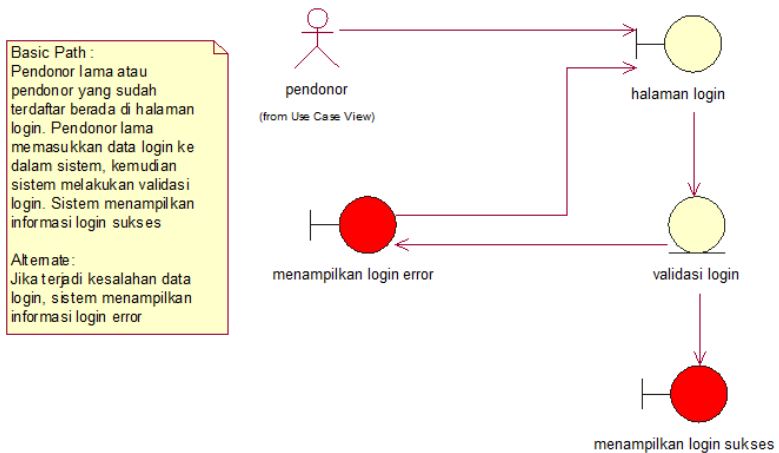 Basic Path :
Pendonor lama atau
pendonor yang sudah
terdaftar berada di halaman
login. Pendonor lama
memasukkan data login ke
dalam sistem, kemudian
sistem melakukan validasi
login. Sistem menampilkan
informasi login sukses
Alternate:
Jika terjadi kesalahan data
login, sistem menampilkan
informasi login error
pendonor
(from Use Case View)
halaman login
menampilkan login error
validasi login
menampilkan login sukses